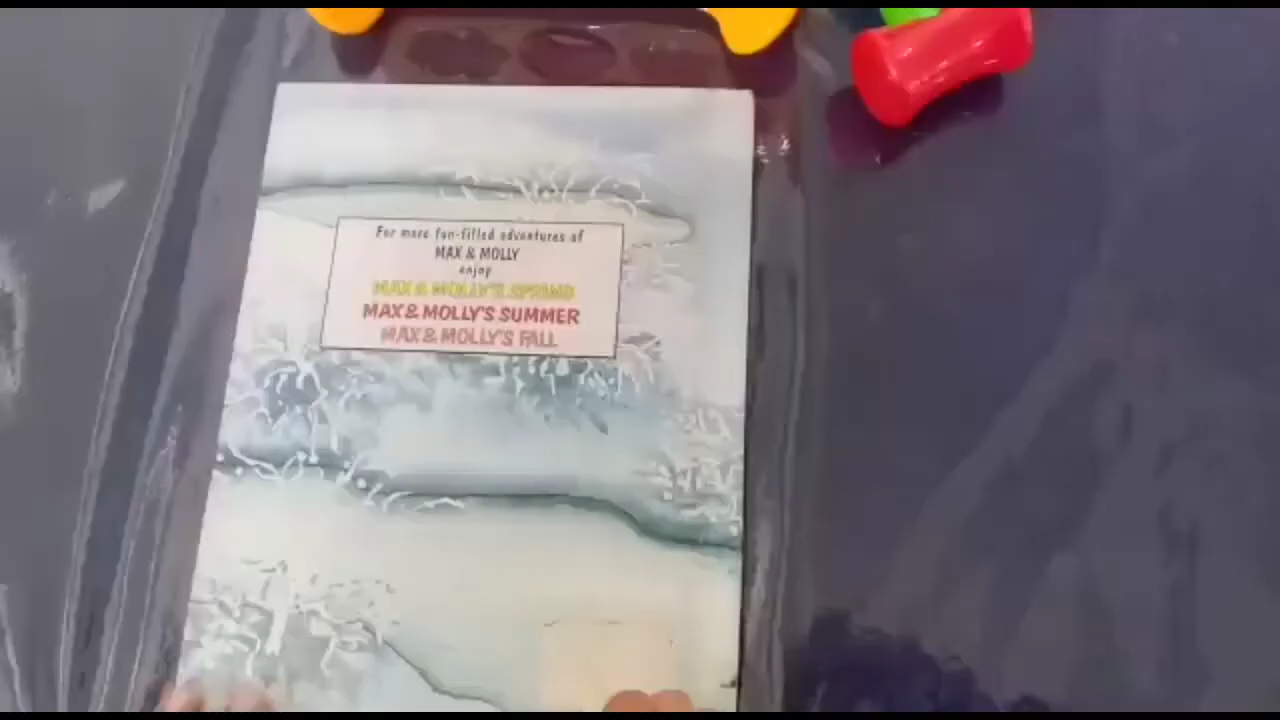 For more fun-filled adventures of
MAX & MOLLY
enjoy
MAX & MOLLY'S SPRING
MAX & MOLLY'S SUMMER
MAX & MOLLY'S FALL